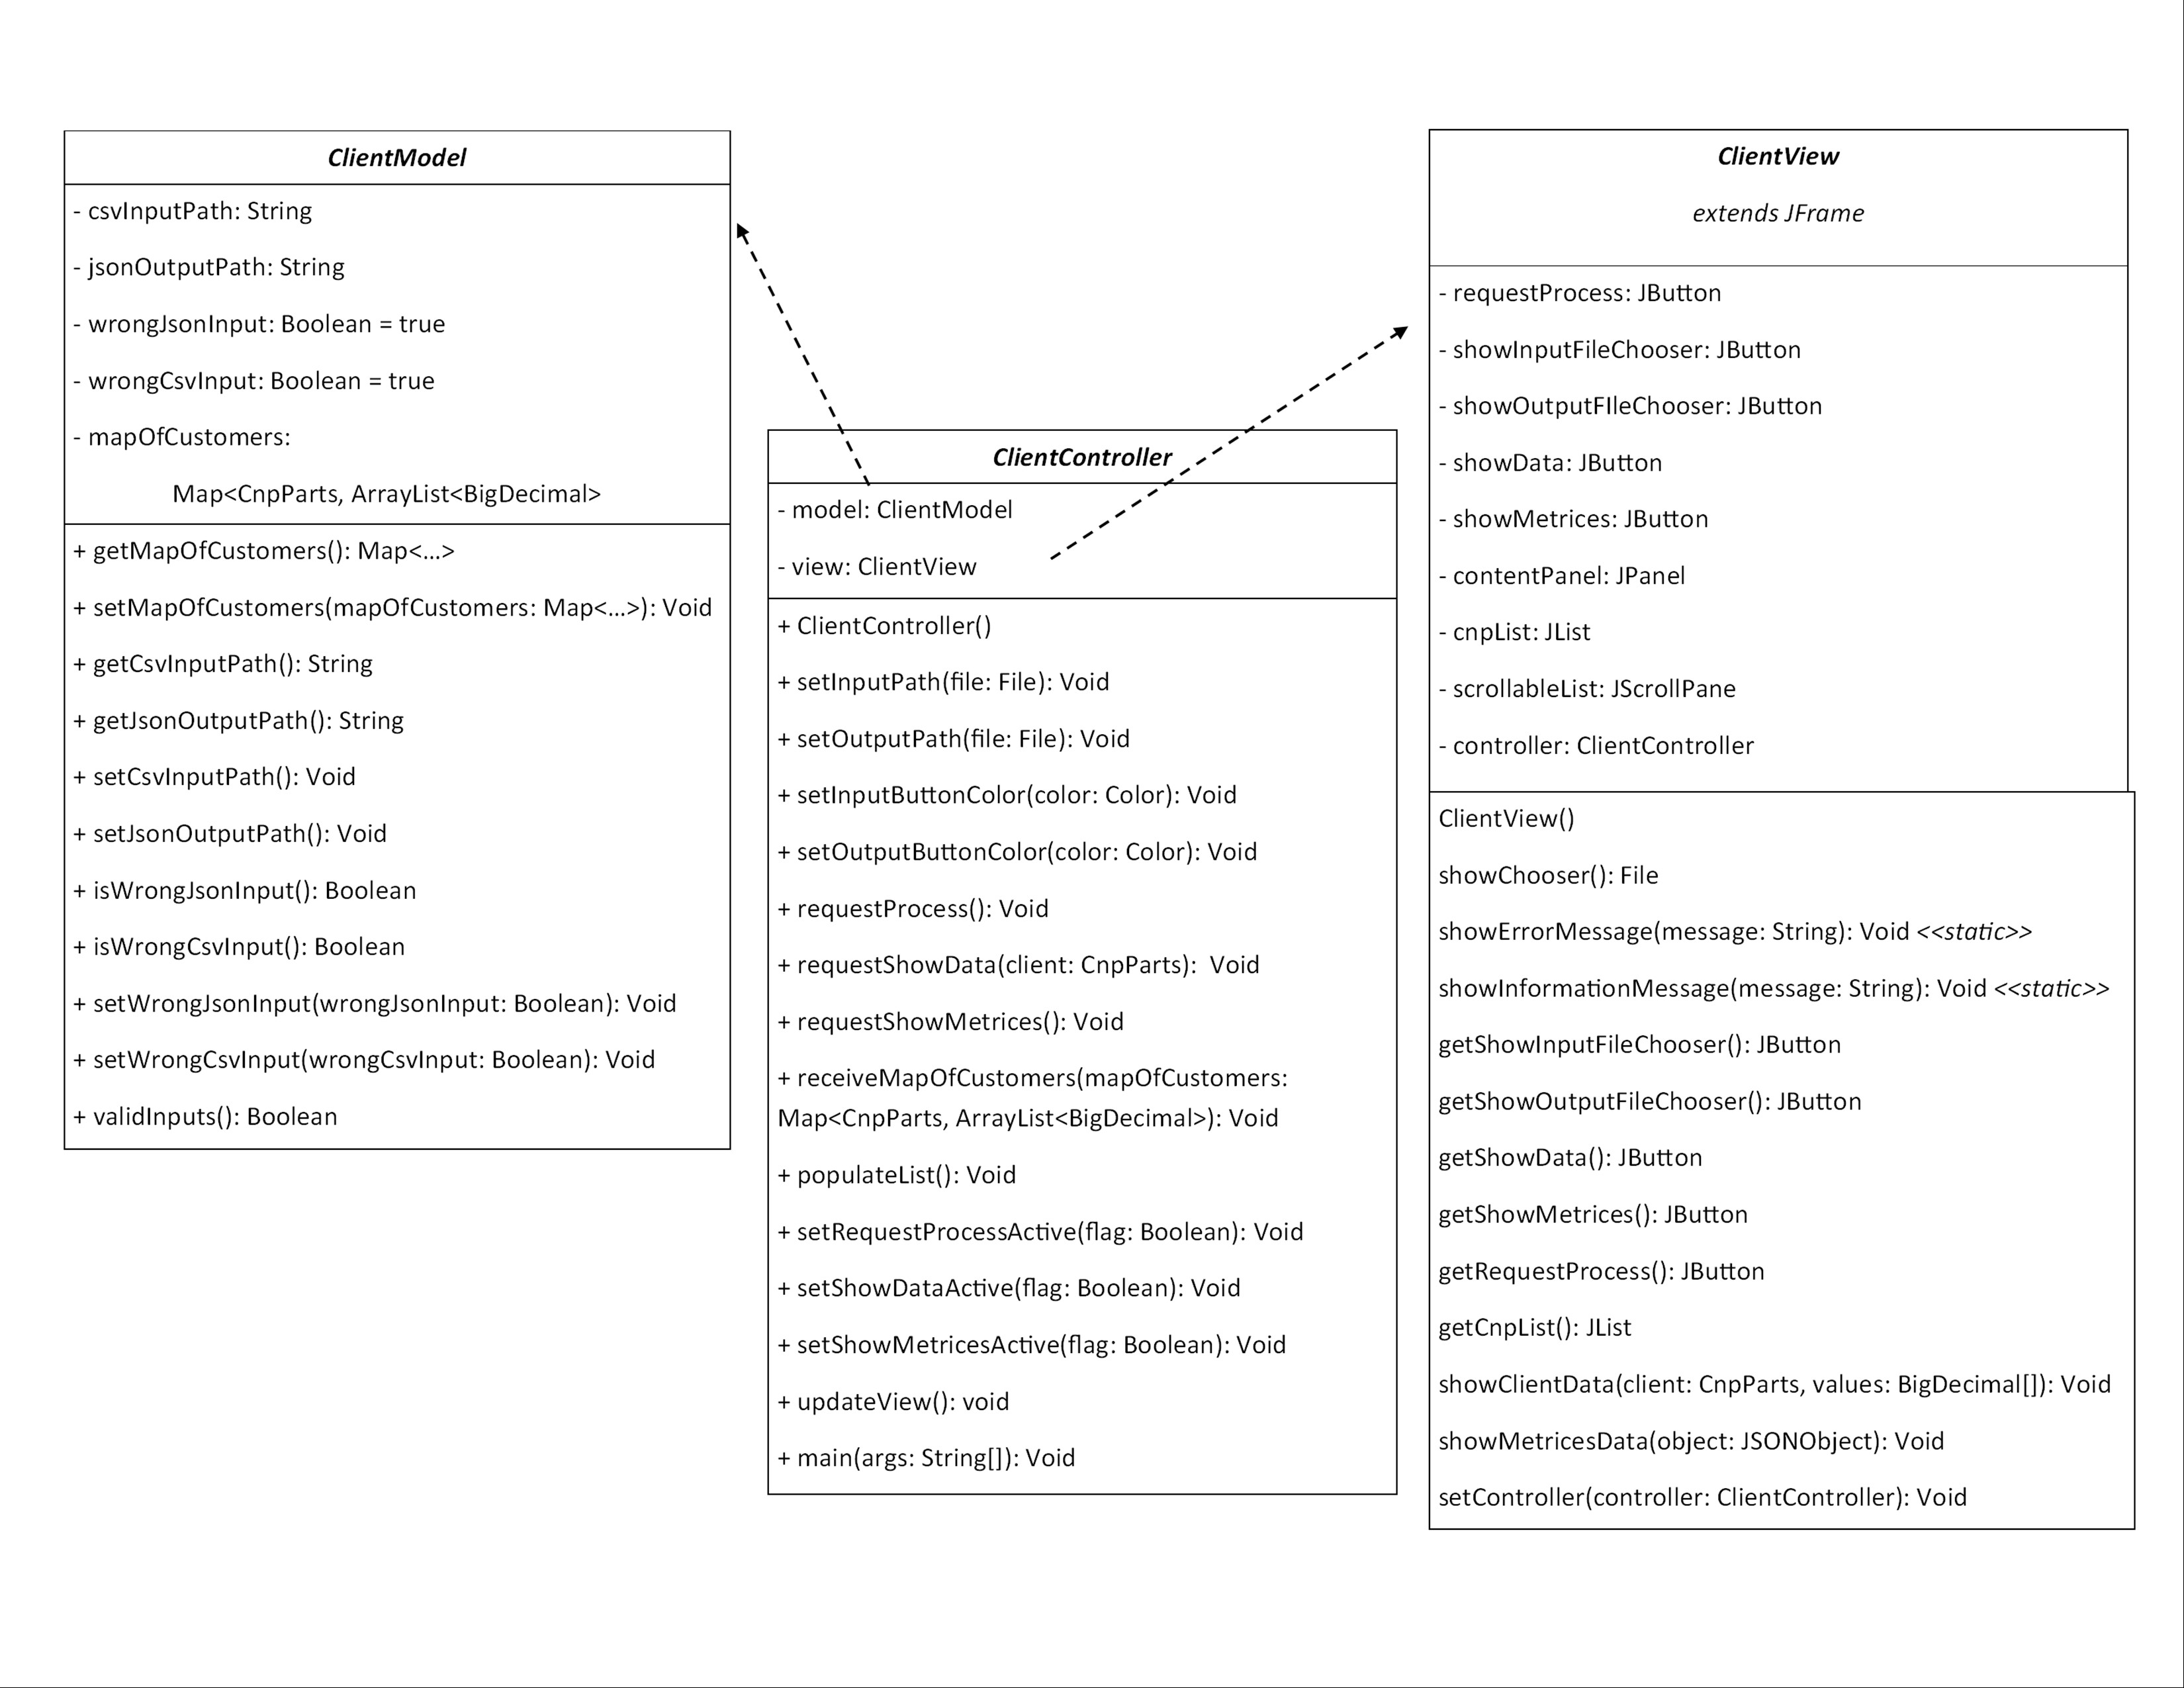 ClientModel
- csvInputPath: String
- jsonOutputPath: String
- wrongJsonInput: Boolean = true
- wrongCsvInput: Boolean = true
- mapOfCustomers:
Map<CnpParts, ArrayList<BigDecimal>
+ getMapOfCustomers(): Map<...>
+ setMapOfCustomers(mapOfCustomers: Map<...>): Void
+ getCsvInputPath(): String
+ getJsonOutputPath(): String
+ setCsvInputPath(): Void
+ setJsonOutputPath(): Void
+ isWrongJsonInput(): Boolean
+ isWrongCsvInput(): Boolean
+ setWrongJsonInput(wrongJsonInput: Boolean): Void
+ setWrongCsvInput(wrongCsvInput: Boolean): Void
+ validInputs(): Boolean
ClientController
- model: ClientModel
- view: ClientView
+ ClientController()
+ setInputPath(file: File): Void
+ setOutputPath(file: File): Void
+ setInputButtonColor(color: Color): Void
+ setOutputButtonColor(color: Color): Void
+ requestProcess(): Void
+ requestShowData(client: CnpParts):  Void
+ requestShowMetrices(): Void
+ receiveMapOfCustomers(mapOfCustomers:
Map<CnpParts, ArrayList<BigDecimal>): Void
+ populateList(): Void
+ setRequestProcessActive(flag: Boolean): Void
+ setShowDataActive(flag: Boolean): Void
+ setShowMetricesActive(flag: Boolean): Void
+ updateView(): void
+ main(args: String[]): Void
ClientView
extends JFrame
- requestProcess: JButton
- showInputFileChooser: JButton
- showOutputFIleChooser: JButton
- showData: JButton
- showMetrices: JButton
- contentPanel: JPanel
- cnpList: JList
- scrollableList: JScrollPane
- controller: ClientController
ClientView()
showChooser(): File
showErrorMessage(message: String): Void <<static>>
showInformationMessage(message: String): Void <<static>>
getShowInputFileChooser(): JButton
getShowOutputFileChooser(): JButton
getShowData(): JButton
getShowMetrices(): JButton
getRequestProcess(): JButton
getCnpList(): JList
showClientData(client: CnpParts, values: BigDecimal[]): Void
showMetricesData(object: JSONObject): Void
setController(controller: ClientController): Void